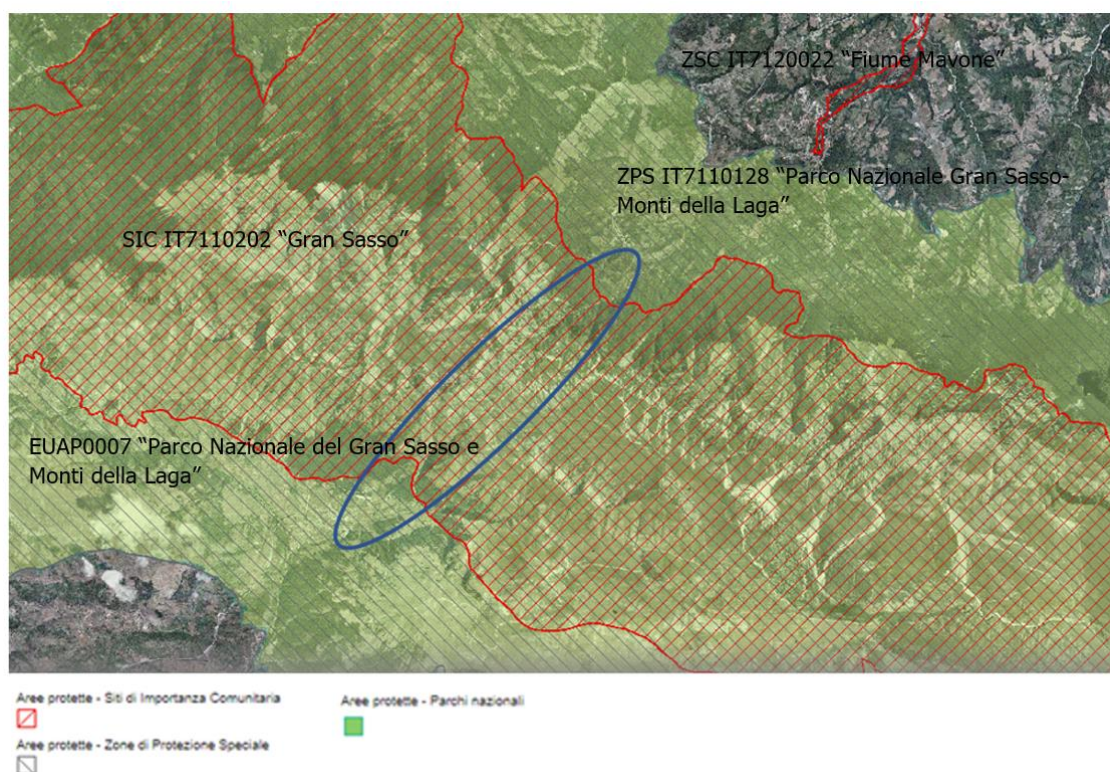 ZSC IT7120022 “Fiume Mavone”
ZPS IT7110128 “Parco Nazionale Gran Sasso-
Monti della Laga”
SIC IT7110202 “Gran Sasso”
EUAP0007 “Parco Nazionale del Gran Sasso e
Monti della Laga”
Aree protette - Siti di Importanza Comunitaria
Aree protette - Parchi nazionali
Aree protette - Zone di Protezione Speciale